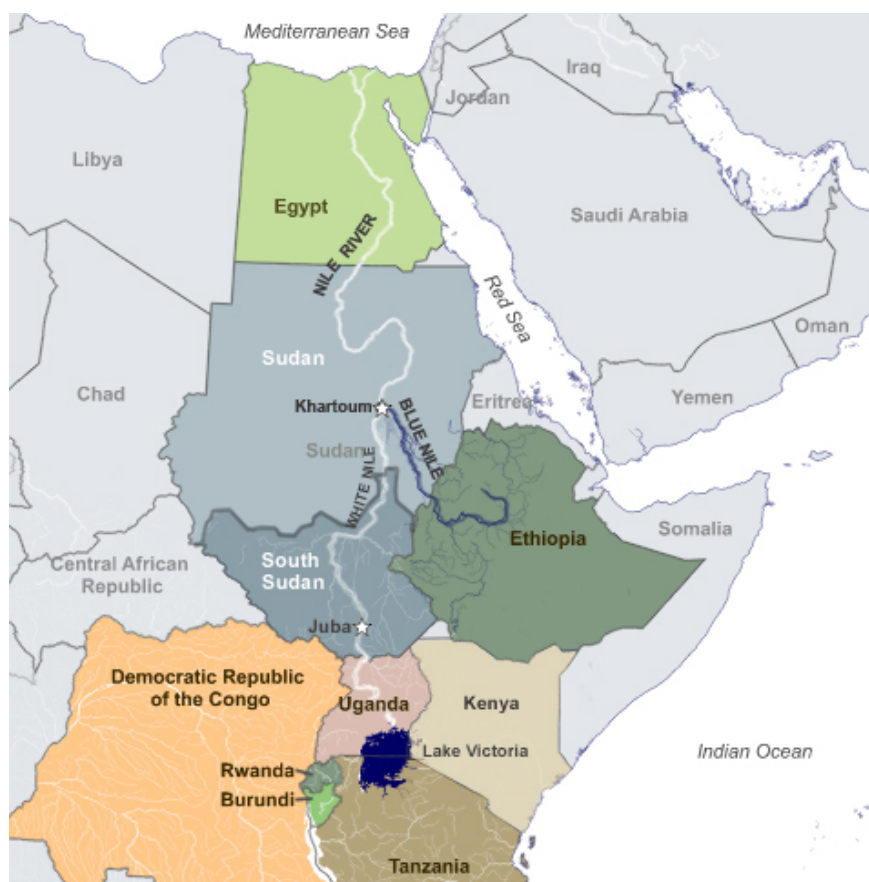 Mediterranean Sea
Iraq
Jordan
Libya
Egypt
Saudi Arabia
NILE RIVER
Red Sea
Oman
Sudan
Chad
Yemen
Khartoum
BLUE NILE
Eritrea
Sudan
WHITE NILE
Somalia
Ethiopia
Central African
Republic
South
Sudan
Juba
Democratic Republic
of the Congo
Uganda
Kenya
Lake Victoria
Indian Ocean
Rwanda
Burundi
Tanzania